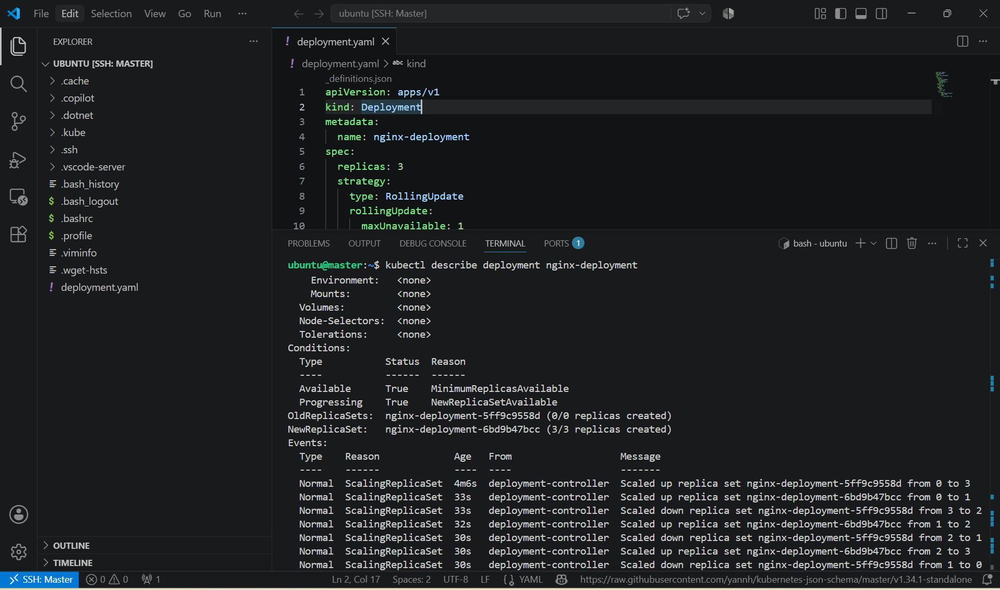 File Edit Selection View Go Run ··· ubuntu [SSH: Master]
EXPLORER ···
UBUNTU [SSH: MASTER]
.cache
.copilot
.dotnet
.kube
.ssh
.vscode-server
.bash_history
$ .bash_logout
$ .bashrc
$ .profile
.viminfo
.wget-hsts
! deployment.yaml
OUTLINE
TIMELINE
! deployment.yaml
! deployment.yaml > abc kind
_definitions.json
1 apiVersion: apps/v1
2 kind: Deployment
3 metadata:
4 name: nginx-deployment
5 spec:
6 replicas: 3
7 strategy:
8 type: RollingUpdate
9 rollingUpdate:
10 maxUnavailable: 1
PROBLEMS OUTPUT DEBUG CONSOLE TERMINAL PORTS 1 bash - ubuntu
ubuntu@master:~$ kubectl describe deployment nginx-deployment
Environment: <none>
Mounts: <none>
Volumes: <none>
Node-Selectors: <none>
Tolerations: <none>
Conditions:
Type Status Reason
---- ------ ------
Available True MinimumReplicasAvailable
Progressing True NewReplicaSetAvailable
OldReplicaSets: nginx-deployment-5ff9c9558d (0/0 replicas created)
NewReplicaSet: nginx-deployment-6bd9b47bcc (3/3 replicas created)
Events:
Type Reason Age From Message
---- ------ ---- ---- -------
Normal ScalingReplicaSet 4m6s deployment-controller Scaled up replica set nginx-deployment-5ff9c9558d from 0 to 3
Normal ScalingReplicaSet 33s deployment-controller Scaled up replica set nginx-deployment-6bd9b47bcc from 0 to 1
Normal ScalingReplicaSet 33s deployment-controller Scaled down replica set nginx-deployment-5ff9c9558d from 3 to 2
Normal ScalingReplicaSet 32s deployment-controller Scaled up replica set nginx-deployment-6bd9b47bcc from 1 to 2
Normal ScalingReplicaSet 30s deployment-controller Scaled down replica set nginx-deployment-5ff9c9558d from 2 to 1
Normal ScalingReplicaSet 30s deployment-controller Scaled up replica set nginx-deployment-6bd9b47bcc from 2 to 3
Normal ScalingReplicaSet 30s deployment-controller Scaled down replica set nginx-deployment-5ff9c9558d from 1 to 0
SSH: Master 0 0 1 Ln 2, Col 17 Spaces: 2 UTF-8 LF YAML https://raw.githubusercontent.com/yannh/kubernetes-json-schema/master/v1.34.1-standalone